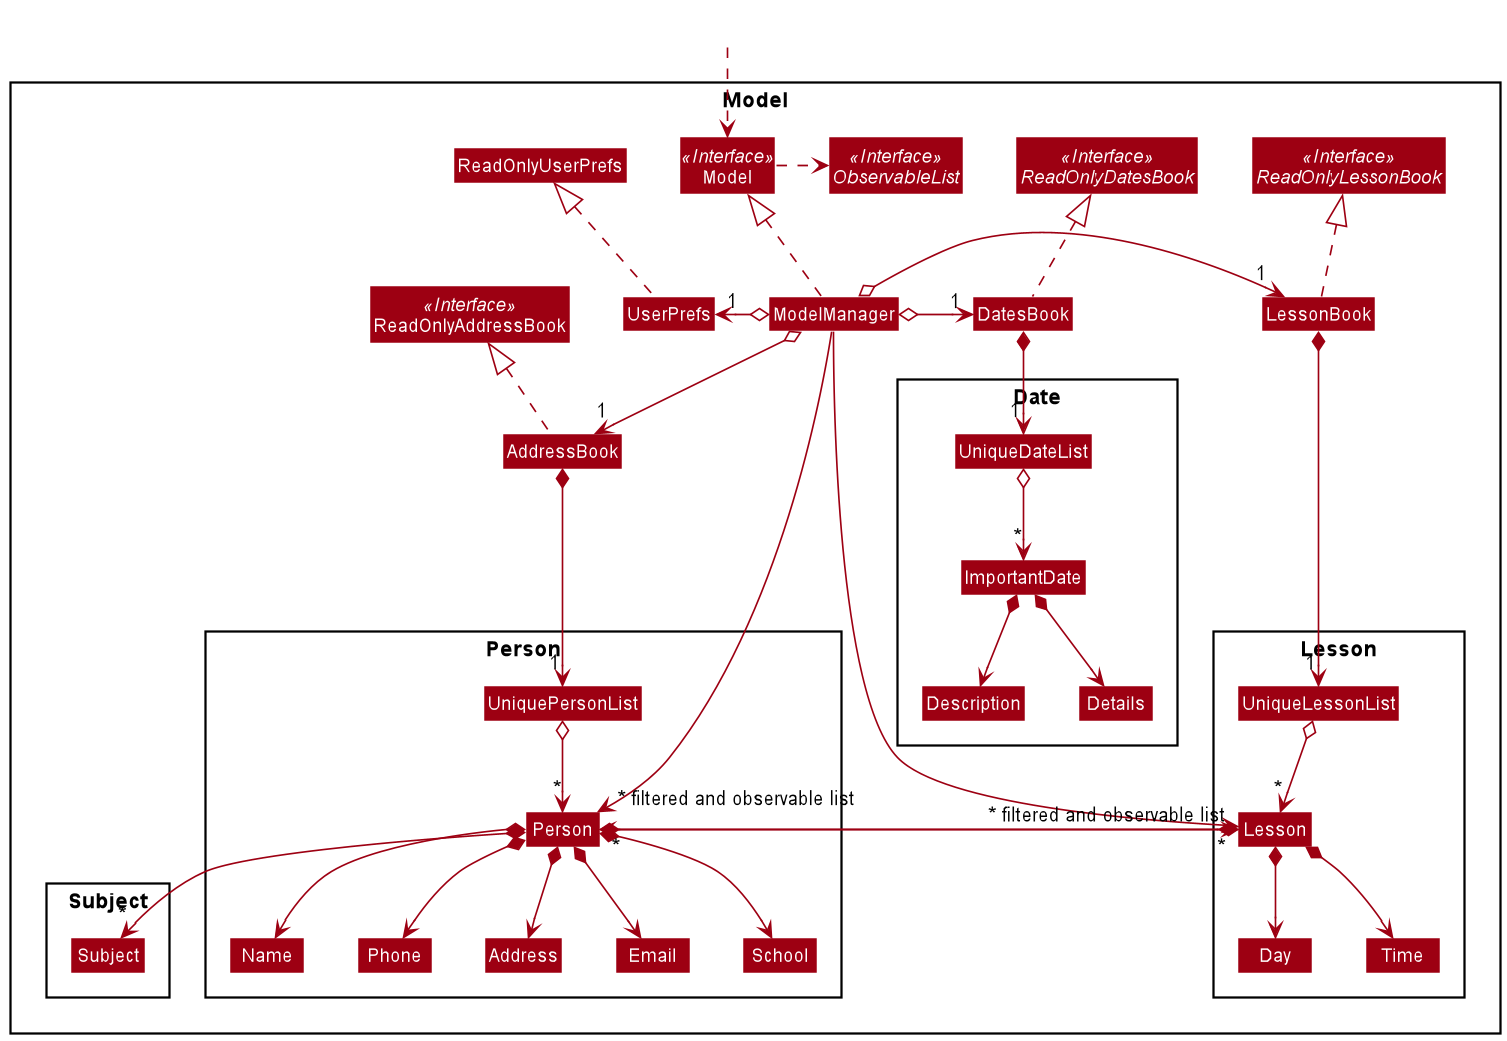 Model
ReadOnlyUserPrefs
«Interface»
Model
«Interface»
ObservableList
«Interface»
ReadOnlyDatesBook
«Interface»
ReadOnlyLessonBook
«Interface»
ReadOnlyAddressBook
UserPrefs
1
ModelManager
1
DatesBook
1
LessonBook
1
AddressBook
Date
1
UniqueDateList
*
ImportantDate
Description
Details
Person
1
UniquePersonList
*
* filtered and observable list
Person
*
Lesson
1
UniqueLessonList
*
* filtered and observable list
Lesson
*
Subject
*
Subject
Name
Phone
Address
Email
School
Day
Time